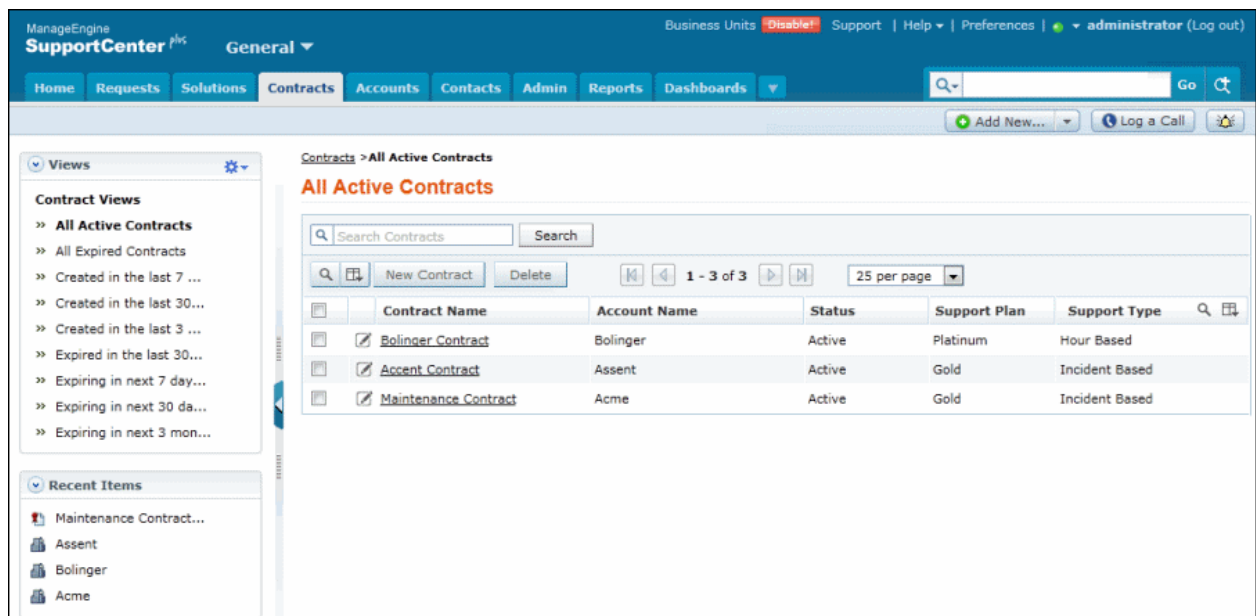 ManageEngine
SupportCenter plus
General
Business Units Disable! Support | Help | Preferences | administrator (Log out)
Home Requests Solutions Contracts Accounts Contacts Admin Reports Dashboards
Go
Add New... Log a Call
Views
Contract Views
» All Active Contracts
» All Expired Contracts
» Created in the last 7 ...
» Created in the last 30...
» Created in the last 3 ...
» Expired in the last 30...
» Expiring in next 7 day...
» Expiring in next 30 da...
» Expiring in next 3 mon...
Recent Items
Maintenance Contract...
Assent
Bolinger
Acme
Contracts >All Active Contracts
All Active Contracts
Search Contracts Search
New Contract Delete 1 - 3 of 3 25 per page
Contract Name Account Name Status Support Plan Support Type
Bolinger Contract Bolinger Active Platinum Hour Based
Accent Contract Assent Active Gold Incident Based
Maintenance Contract Acme Active Gold Incident Based